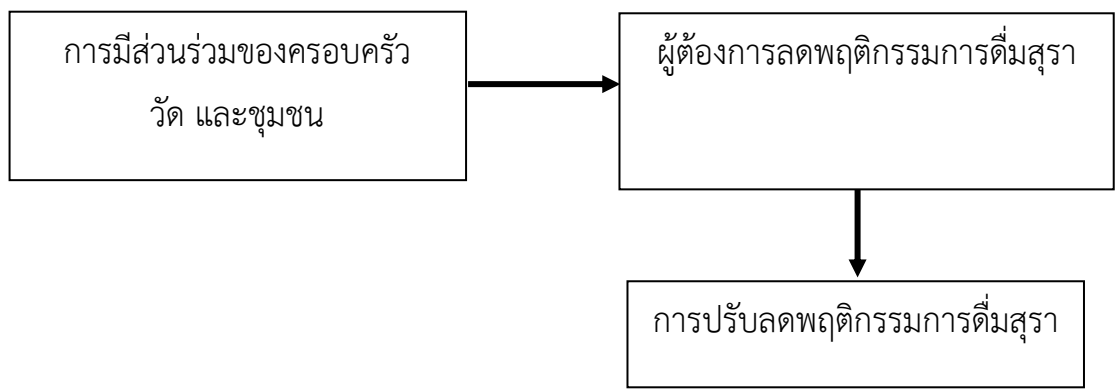 การมีส่วนร่วมของครอบครัว
วัด และชุมชน
ผู้ต้องการลดพฤติกรรมการดื่มสุรา
การปรับลดพฤติกรรมการดื่มสุรา